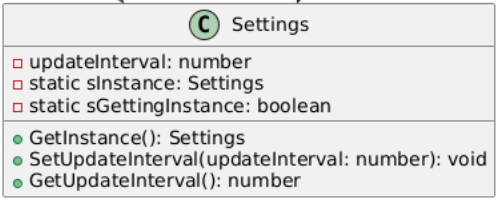 C Settings
updateInterval: number
static sInstance: Settings
static sGettingInstance: boolean
GetInstance(): Settings
SetUpdateInterval(updateInterval: number): void
GetUpdateInterval(): number